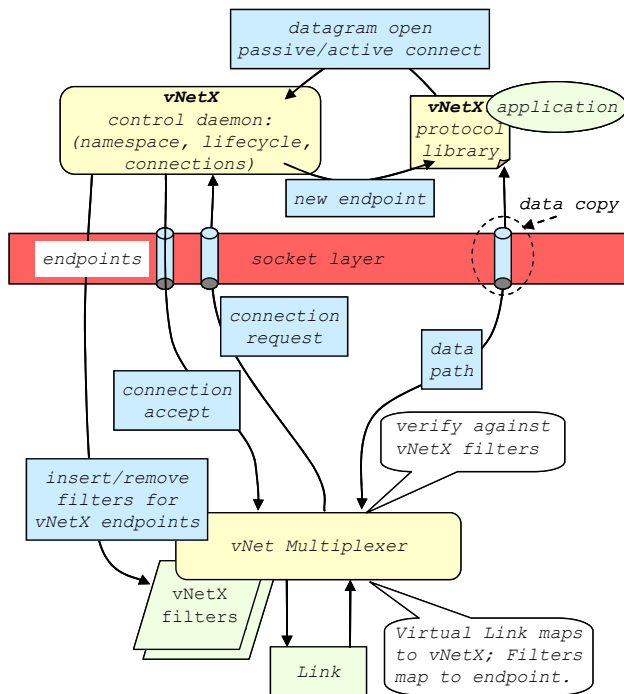 datagram open
passive/active connect
vNetX
control daemon:
(namespace, lifecycle,
connections)
vNetX
protocol
library
application
new endpoint
data copy
endpoints
socket layer
connection
request
data
path
connection
accept
verify against
vNetX filters
insert/remove
filters for
vNetX endpoints
vNet Multiplexer
vNetX
filters
Link
Virtual Link maps
to vNetX; Filters
map to endpoint.